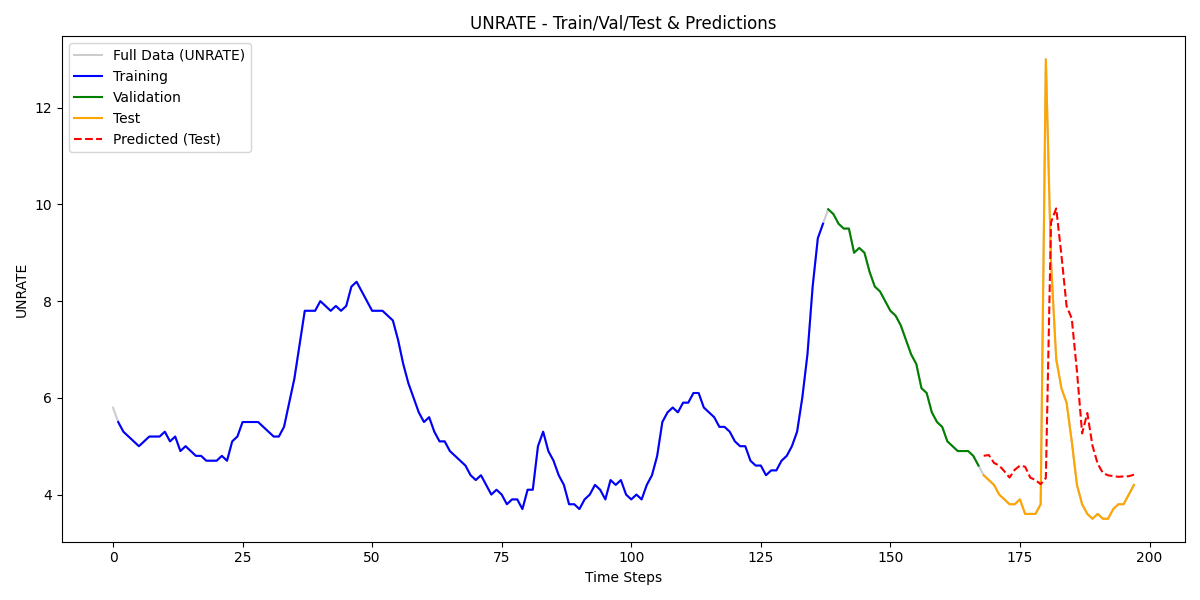 UNRATE - Train/Val/Test & Predictions
Full Data (UNRATE)
Training
Validation
Test
Predicted (Test)
UNRATE
12
10
8
6
4
0 25 50 75 100 125 150 175 200
Time Steps